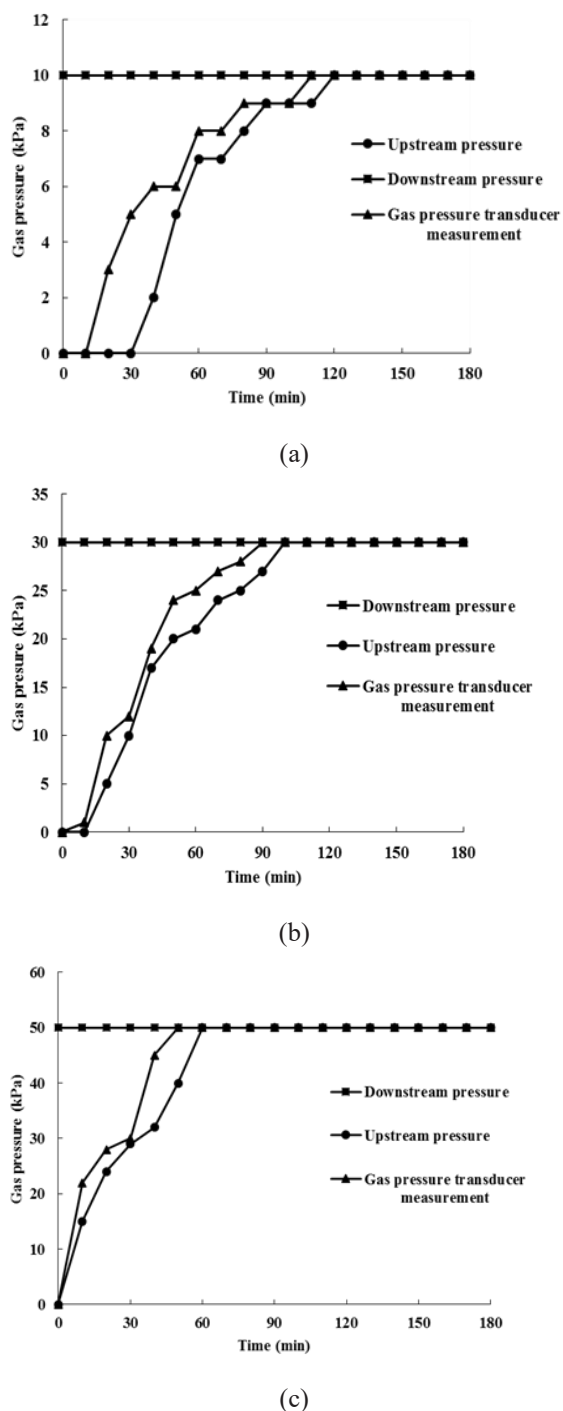 12
10
8
6
4
2
0
Gas pressure (kPa)
Upstream pressure
Downstream pressure
Gas pressure transducer
measurement
0 30 60 90 120 150 180
Time (min)
(a)
35
30
25
20
15
10
5
0
Gas presure (kPa)
Downstream pressure
Upstream pressure
Gas pressure transducer
measurement
0 30 60 90 120 150 180
Time (min)
(b)
60
50
40
30
20
10
0
Gas pressure (kPa)
Downstream pressure
Upstream pressure
Gas pressure transducer
measurement
0 30 60 90 120 150 180
Time (min)
(c)